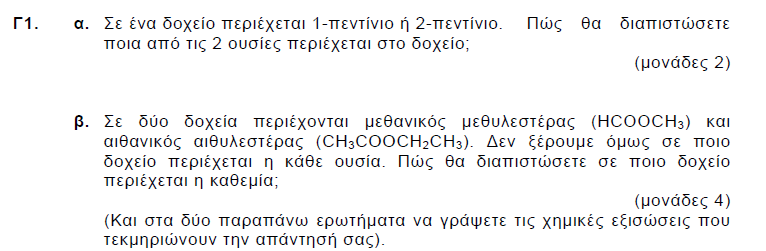 Γ1. α. Σε ένα δοχείο περιέχεται 1-πεντίνιο ή 2-πεντίνιο. Πώς θα διαπιστώσετε
ποια από τις 2 ουσίες περιέχεται στο δοχείο;
(μονάδες 2)
β. Σε δύο δοχεία περιέχονται μεθανικός μεθυλεστέρας (HCOOCH₃) και
αιθανικός αιθυλεστέρας (CH₃COOCH₂CH₃). Δεν ξέρουμε όμως σε ποιο
δοχείο περιέχεται η κάθε ουσία. Πώς θα διαπιστώσετε σε ποιο δοχείο
περιέχεται η καθεμία;
(μονάδες 4)
(Και στα δύο παραπάνω ερωτήματα να γράψετε τις χημικές εξισώσεις που
τεκμηριώνουν την απάντησή σας).